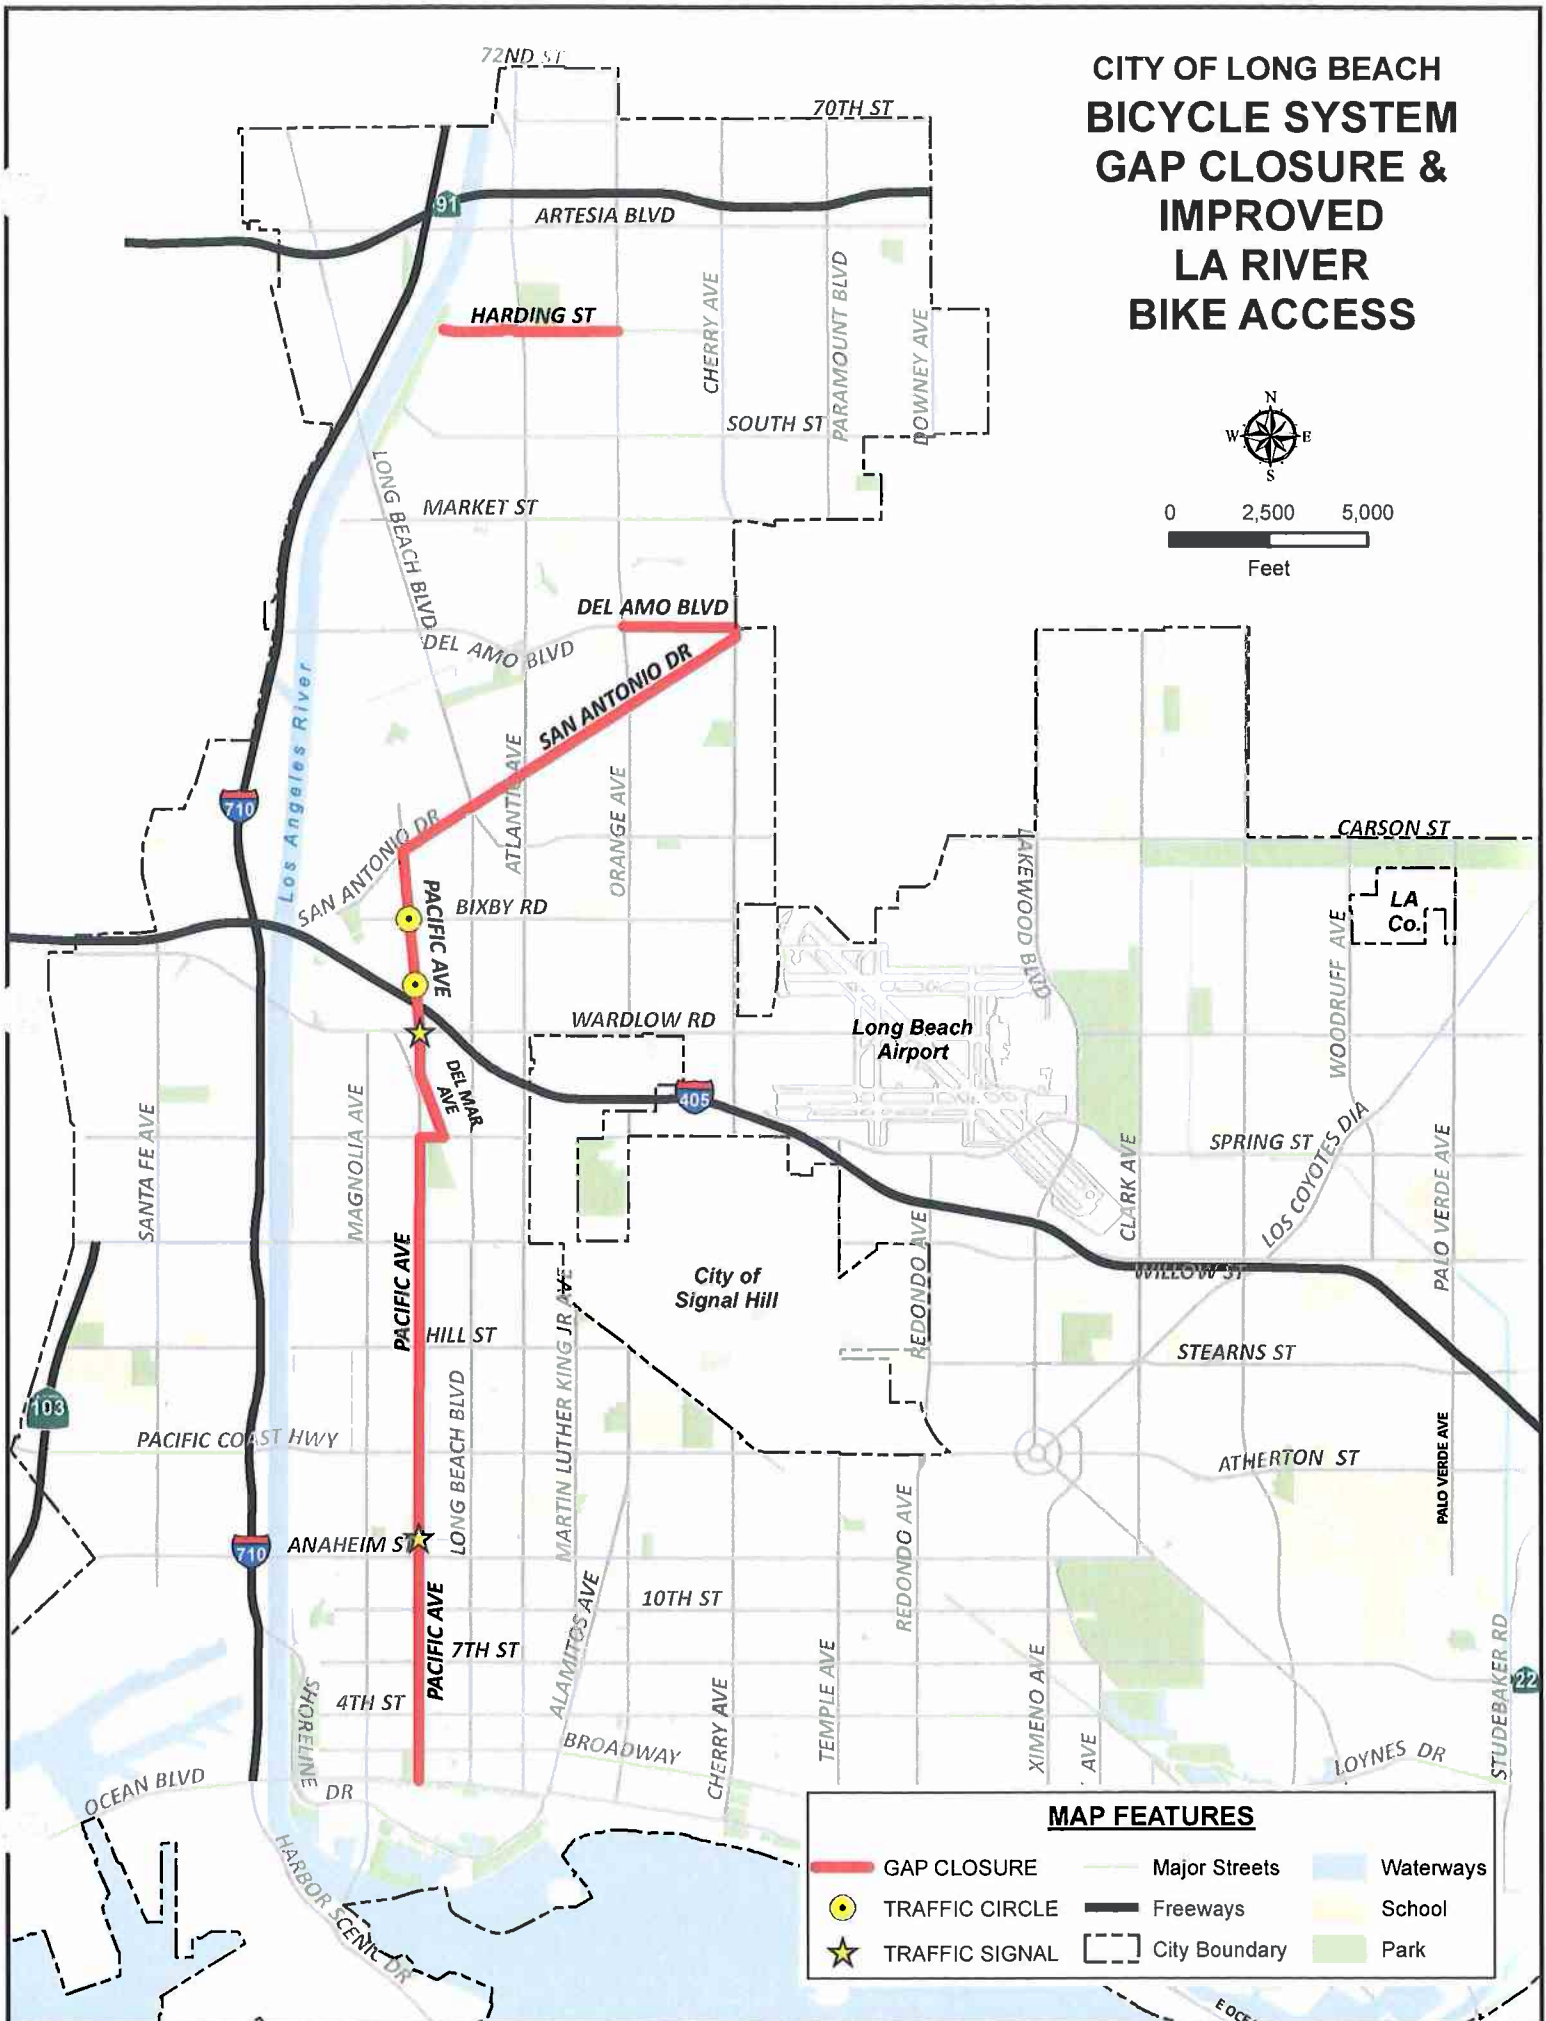 CITY OF LONG BEACH
BICYCLE SYSTEM
GAP CLOSURE &
IMPROVED
LA RIVER
BIKE ACCESS
N
W E
S
0 2,500 5,000
Feet
72ND ST
70TH ST
91
ARTESIA BLVD
HARDING ST
CHERRY AVE
PARAMOUNT BLVD
DOWNEY AVE
SOUTH ST
LONG BEACH BLVD
MARKET ST
DEL AMO BLVD
DEL AMO BLVD
SAN ANTONIO DR
Los Angeles River
710
ATLANTIC AVE
ORANGE AVE
SAN ANTONIO DR
CARSON ST
LAKEWOOD BLVD
PACIFIC AVE
BIXBY RD
LA
Co.
WOODRUFF AVE
WARDLOW RD
Long Beach
Airport
DEL MAR
AVE
405
SANTA FE AVE
MAGNOLIA AVE
SPRING ST
LOS COYOTES DIA
CLARK AVE
PALO VERDE AVE
PACIFIC AVE
City of
Signal Hill
REDONDO AVE
WILLOW ST
HILL ST
STEARNS ST
103
PACIFIC COAST HWY
LONG BEACH BLVD
MARTIN LUTHER KING JR AVE
ATHERTON ST
PALO VERDE AVE
710
ANAHEIM ST
REDONDO AVE
10TH ST
PACIFIC AVE
7TH ST
ALAMITOS AVE
4TH ST
SHORELINE
DR
BROADWAY
CHERRY AVE
TEMPLE AVE
XIMENO AVE
AVE
STUDEBAKER RD
22
LOYNES DR
OCEAN BLVD
HARBOR SCENIC DR
MAP FEATURES
GAP CLOSURE Major Streets Waterways
TRAFFIC CIRCLE Freeways School
TRAFFIC SIGNAL City Boundary Park